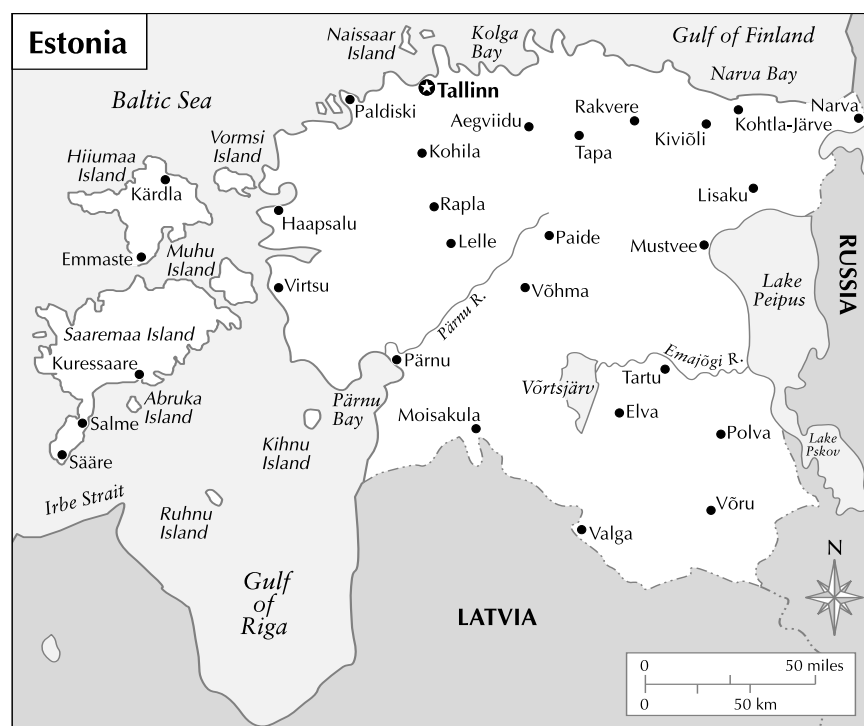 Estonia
Naissaar
Island
Kolga
Bay
Gulf of Finland
Narva Bay
Baltic Sea
Tallinn
Paldiski
Aegviidu
Rakvere
Tapa
Kiviõli
Kohtla-Järve
Narva
Vormsi
Island
Hiiumaa
Island
Kärdla
Kohila
Lisaku
Haapsalu
Rapla
Lelle
Paide
Mustvee
RUSSIA
Emmaste
Muhu
Island
Virtsu
Võhma
Lake
Peipus
Pärnu R.
Saaremaa Island
Kuressaare
Pärnu
Emajõgi R.
Tartu
Võrtsjärv
Abruka
Island
Pärnu
Bay
Moisakula
Elva
Salme
Polva
Lake
Pskov
Kihnu
Island
Sääre
Irbe Strait
Ruhnu
Island
Võru
Valga
N
Gulf
of
Riga
LATVIA
0 50 miles
0 50 km